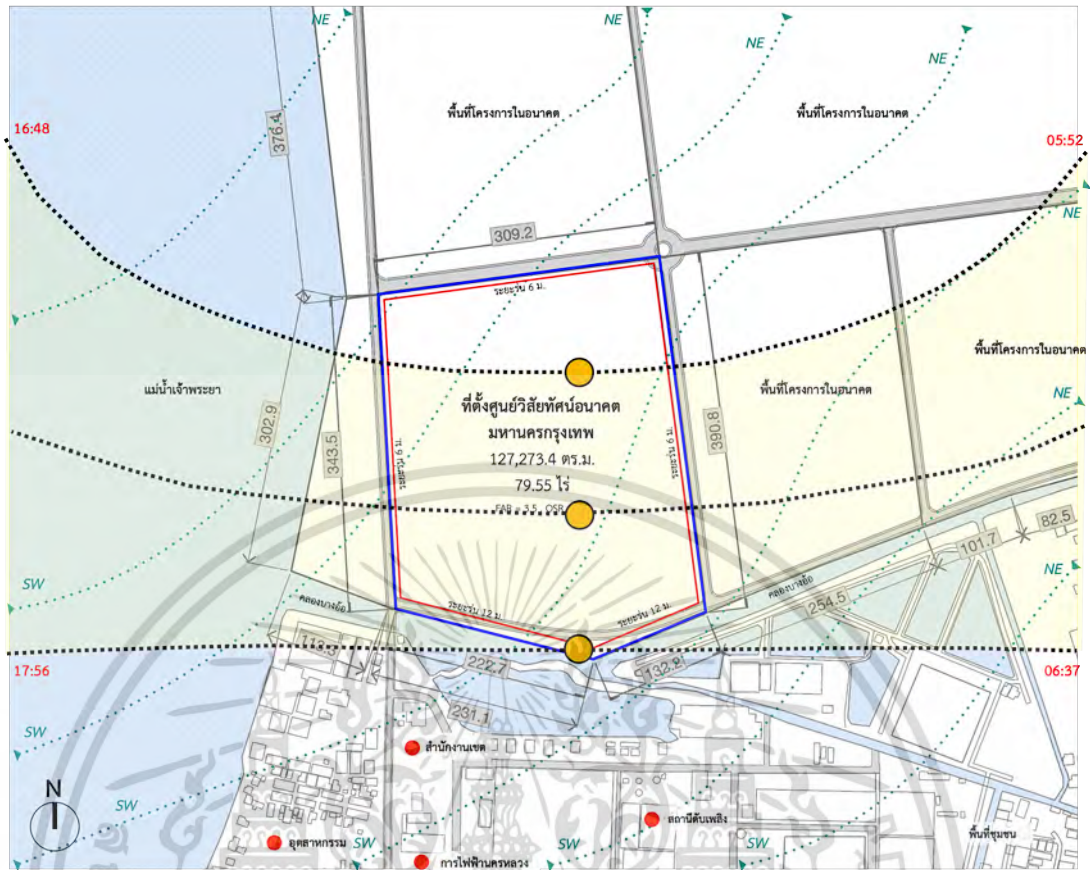 NE
NE
NE
NE
16:48
376.4
พื้นที่โครงการในอนาคต
พื้นที่โครงการในอนาคต
05:52
NE
309.2
ระยะร่น 6 ม.
แม่น้ำเจ้าพระยา
302.9
343.5
ระยะร่น 6 ม.
ที่ตั้งศูนย์วิสัยทัศน์อนาคต
มหานครกรุงเทพ
127,273.4 ตร.ม.
79.55 ไร่
FAR = 3.5 , OSR
ระยะร่น 6 ม.
390.8
พื้นที่โครงการในอนาคต
พื้นที่โครงการในอนาคต
NE
82.5
101.7
NE
SW
คลองบางอ้อ
ระยะร่น 12 ม.
ระยะร่น 12 ม.
คลองบางอ้อ
254.5
17:56
222.7
132.2
06:37
231.1
SW
SW
SW
SW
SW
N
สำนักงานเขต
อุตสาหกรรม
การไฟฟ้านครหลวง
สถานีดับเพลิง
พื้นที่ชุมชน